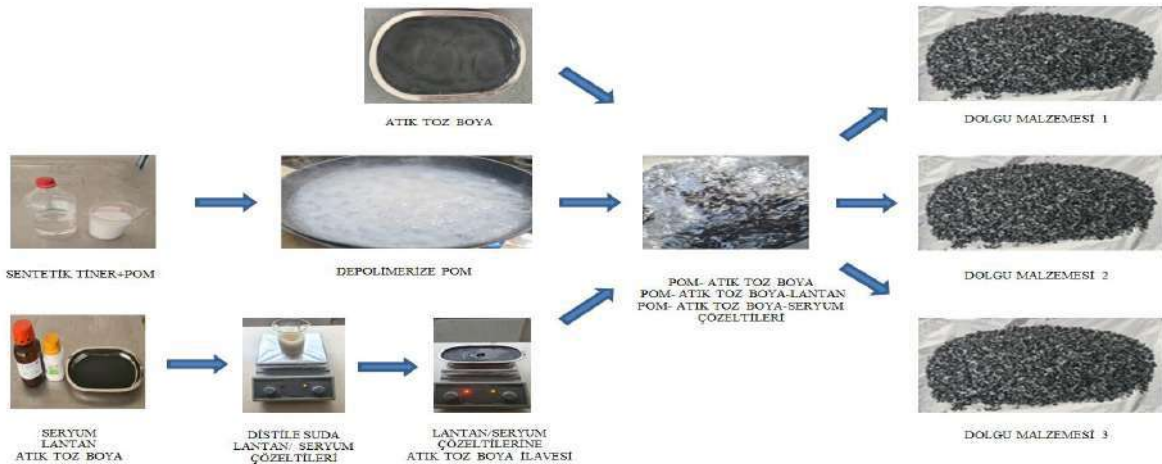 ATIK TOZ BOYA
DOLGU MALZEMESİ 1
SENTETİK TİNER+POM
DEPOLİMERİZE POM
POM- ATIK TOZ BOYA
POM- ATIK TOZ BOYA-LANTAN
POM- ATIK TOZ BOYA-SERYUM
ÇÖZELTİLERİ
DOLGU MALZEMESİ 2
SERYUM
LANTAN
ATIK TOZ BOYA
DİSTİLE SUDA
LANTAN/ SERYUM
ÇÖZELTİLERİ
LANTAN/SERYUM
ÇÖZELTİLERİNE
ATIK TOZ BOYA İLAVESİ
DOLGU MALZEMESİ 3